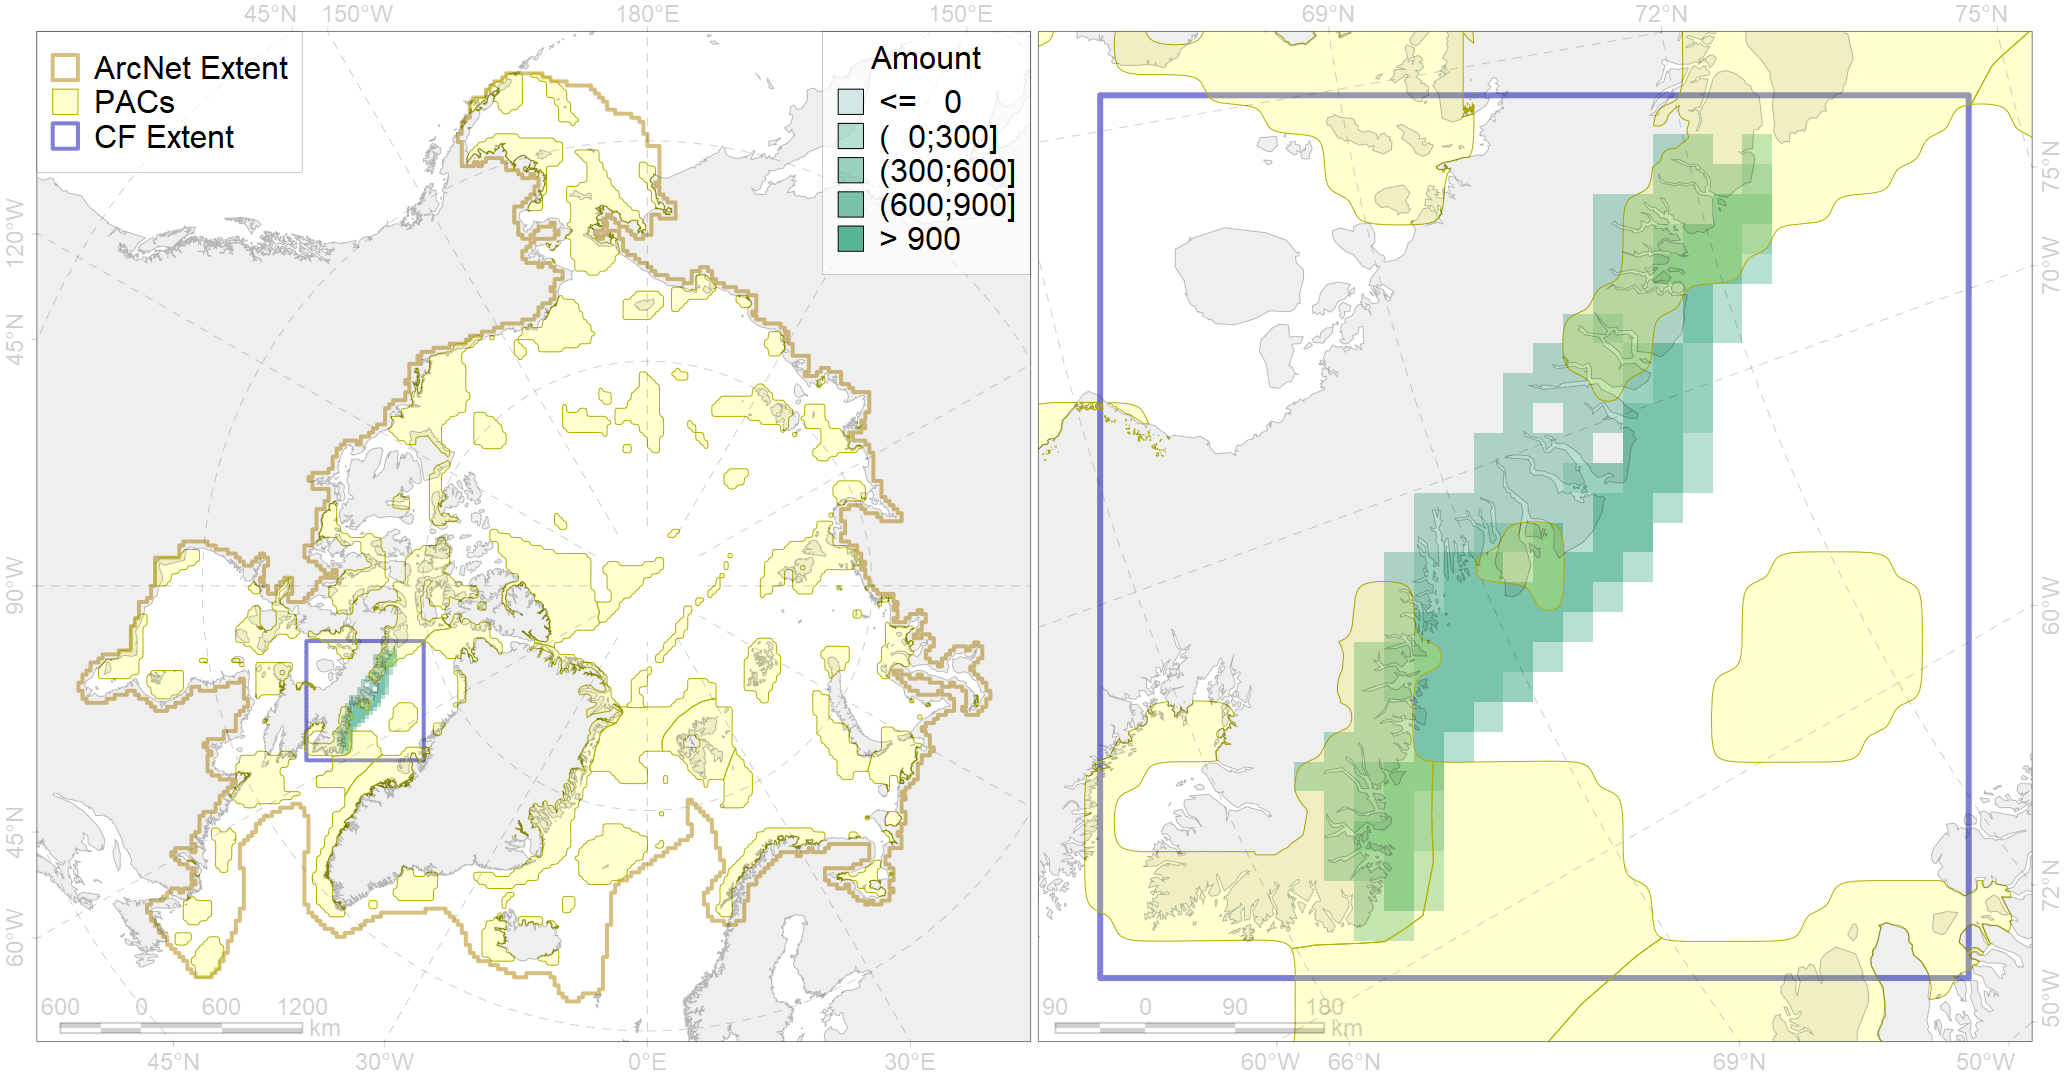 45°N 150°W 180°E 150°E 69°N 72°N 75°N
ArcNet Extent
PACs
CF Extent
Amount
<= 0
( 0;300]
(300;600]
(600;900]
> 900
120°W
45°N
90°W
45°N
60°W
75°N
70°W
60°W
72°N
50°W
600 0 600 1200
km
90 0 90 180
km
45°N 30°W 0°E 30°E 60°W 66°N 69°N 50°W